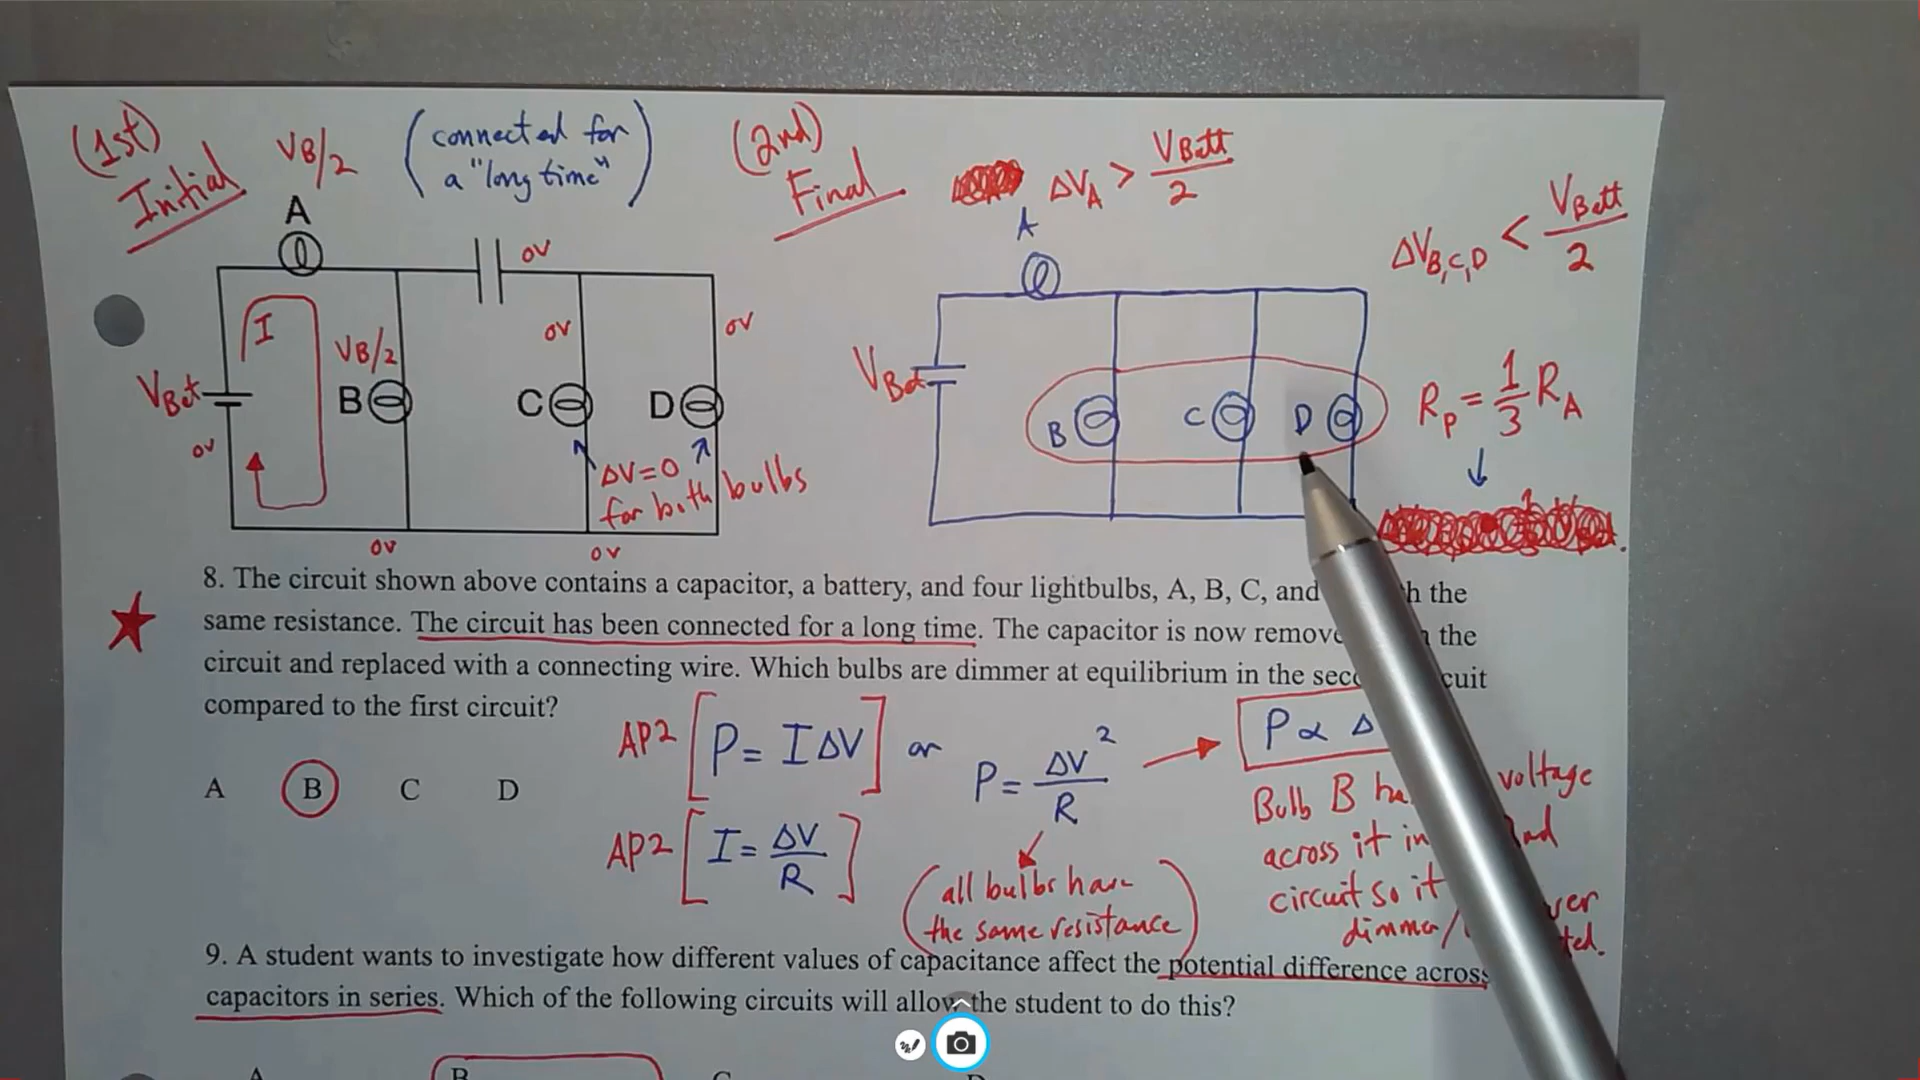 (1st)
Initial
VB/2
(connected for
a "long time")
(2nd)
Final
ΔVA > VBatt/2
ΔVB,C,D < VBatt/2
A
0V
I
VB/2
0V
0V
VBat
B
C
D
0V
ΔV=0
for both bulbs
0V
0V
A
VBat
B
C
D
Rp = 1/3 RA
8. The circuit shown above contains a capacitor, a battery, and four lightbulbs, A, B, C, and
the
same resistance. The circuit has been connected for a long time. The capacitor is now
the
circuit and replaced with a connecting wire. Which bulbs are dimmer at equilibrium in the
compared to the first circuit?
A B C D
AP2 [P = IΔV] or
P = ΔV²/R
P ∝ Δ
AP2 [I = ΔV/R]
(all bulbs have
the same resistance)
Bulb B voltage
across it in
circuit so it
dimmer/
9. A student wants to investigate how different values of capacitance affect the potential difference across
capacitors in series. Which of the following circuits will allow the student to do this?